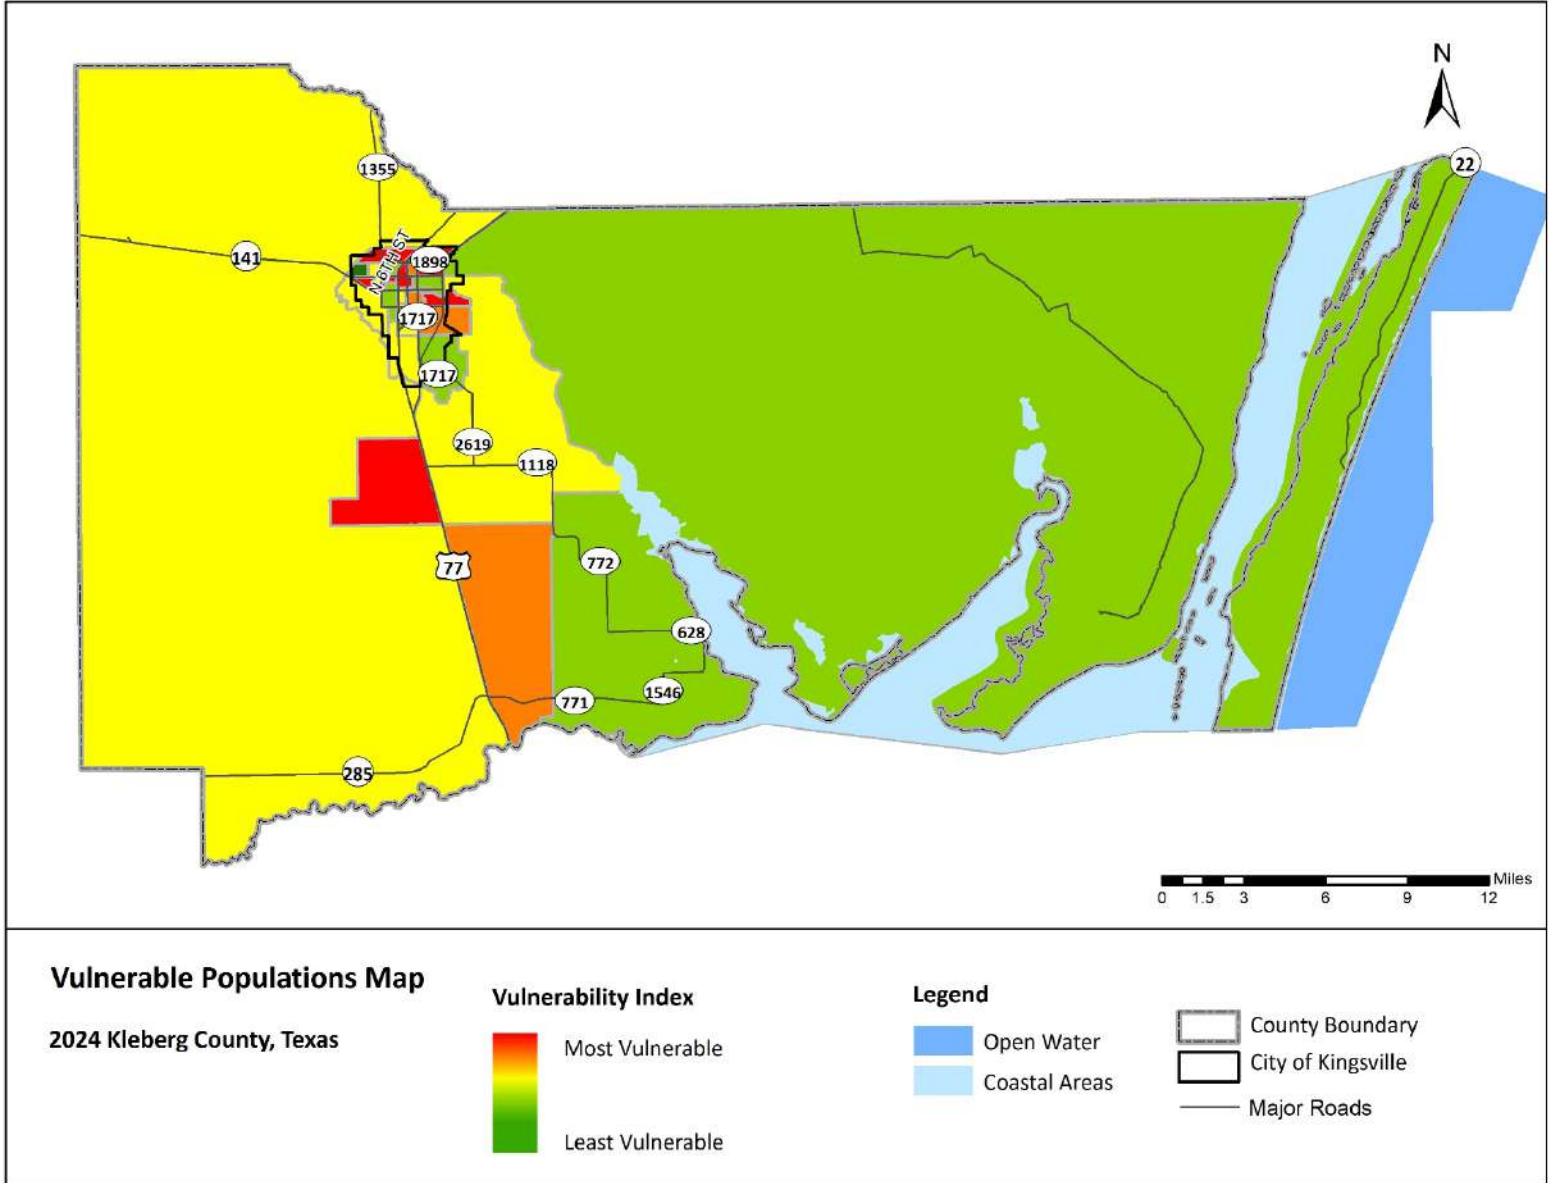 N
22
1355
141
N 6TH ST
1898
1717
1717
2619
1118
77
772
628
1546
771
285
Miles
0 1.5 3 6 9 12
Vulnerable Populations Map
2024 Kleberg County, Texas
Vulnerability Index
Most Vulnerable
Least Vulnerable
Legend
Open Water
Coastal Areas
County Boundary
City of Kingsville
Major Roads